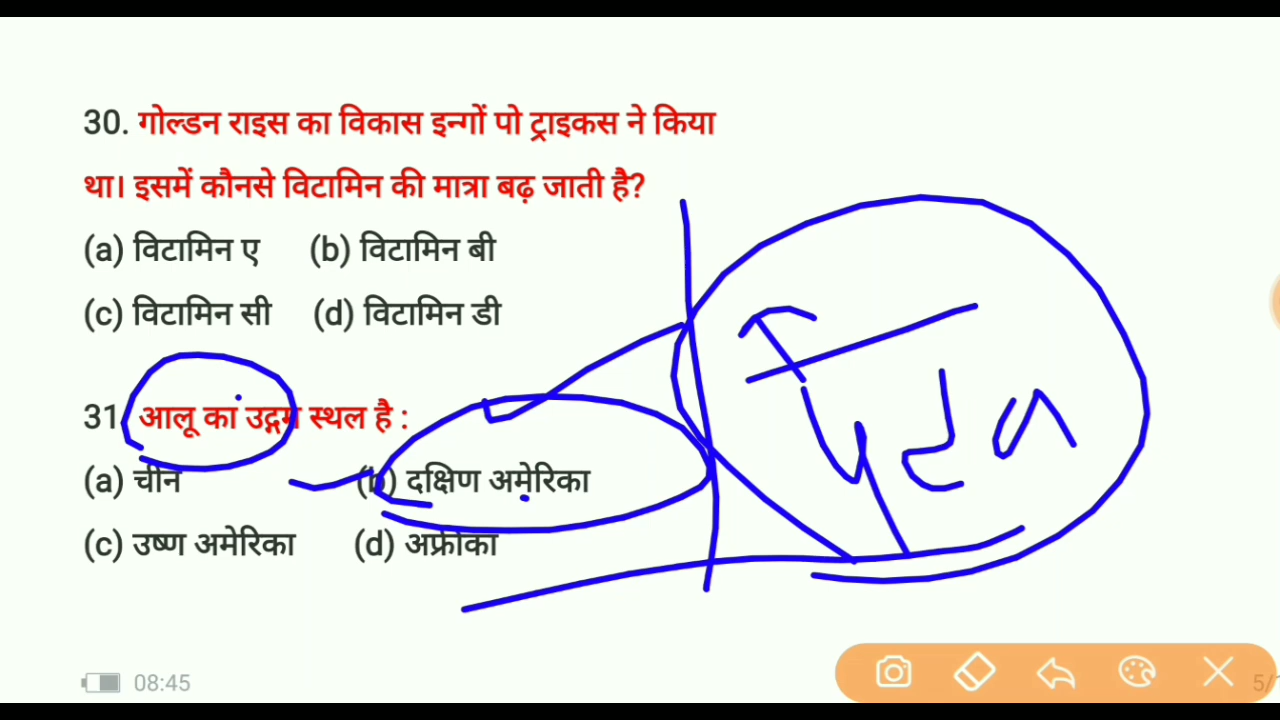 30. गोल्डन राइस का विकास इन्गों पो ट्राइकस ने किया
था। इसमें कौनसे विटामिन की मात्रा बढ़ जाती है?
(a) विटामिन ए (b) विटामिन बी
(c) विटामिन सी (d) विटामिन डी
31. आलू का उद्गम स्थल है :
(a) चीन (b) दक्षिण अमेरिका
(c) उष्ण अमेरिका (d) अफ्रीका
08:45
5/